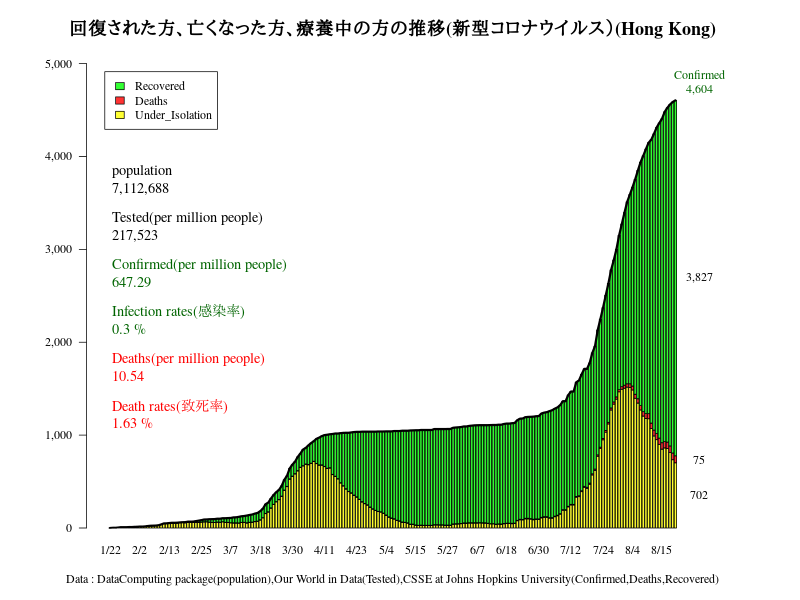 回復された方、亡くなった方、療養中の方の推移(新型コロナウイルス）(Hong Kong)
Confirmed
4,604
5,000
Recovered
Deaths
Under_Isolation
4,000
population
7,112,688
Tested(per million people)
217,523
3,000
Confirmed(per million people)
647.29
3,827
Infection rates(感染率)
0.3 %
2,000
Deaths(per million people)
10.54
Death rates(致死率)
1.63 %
1,000
75
702
0
1/22 2/2 2/13 2/25 3/7 3/18 3/30 4/11 4/23 5/4 5/15 5/27 6/7 6/18 6/30 7/12 7/24 8/4 8/15
Data : DataComputing package(population),Our World in Data(Tested),CSSE at Johns Hopkins University(Confirmed,Deaths,Recovered)